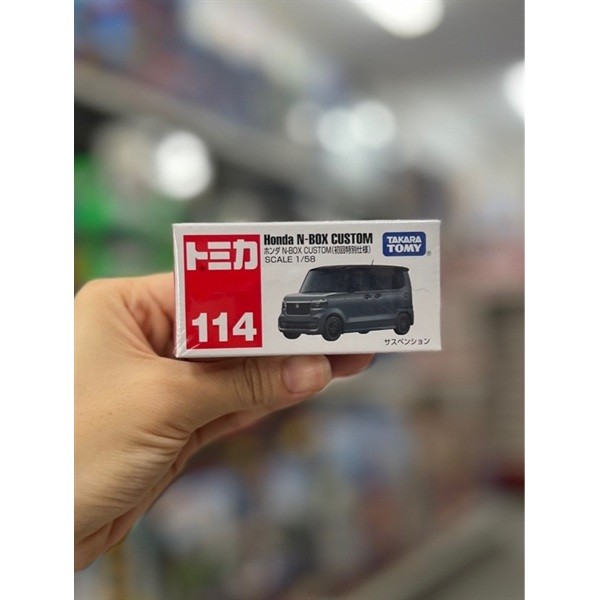 トミカ
114
Honda N-BOX CUSTOM
ホンダ N-BOX CUSTOM(初回特別仕様)
SCALE 1/58
TAKARA
TOMY
サスペンション